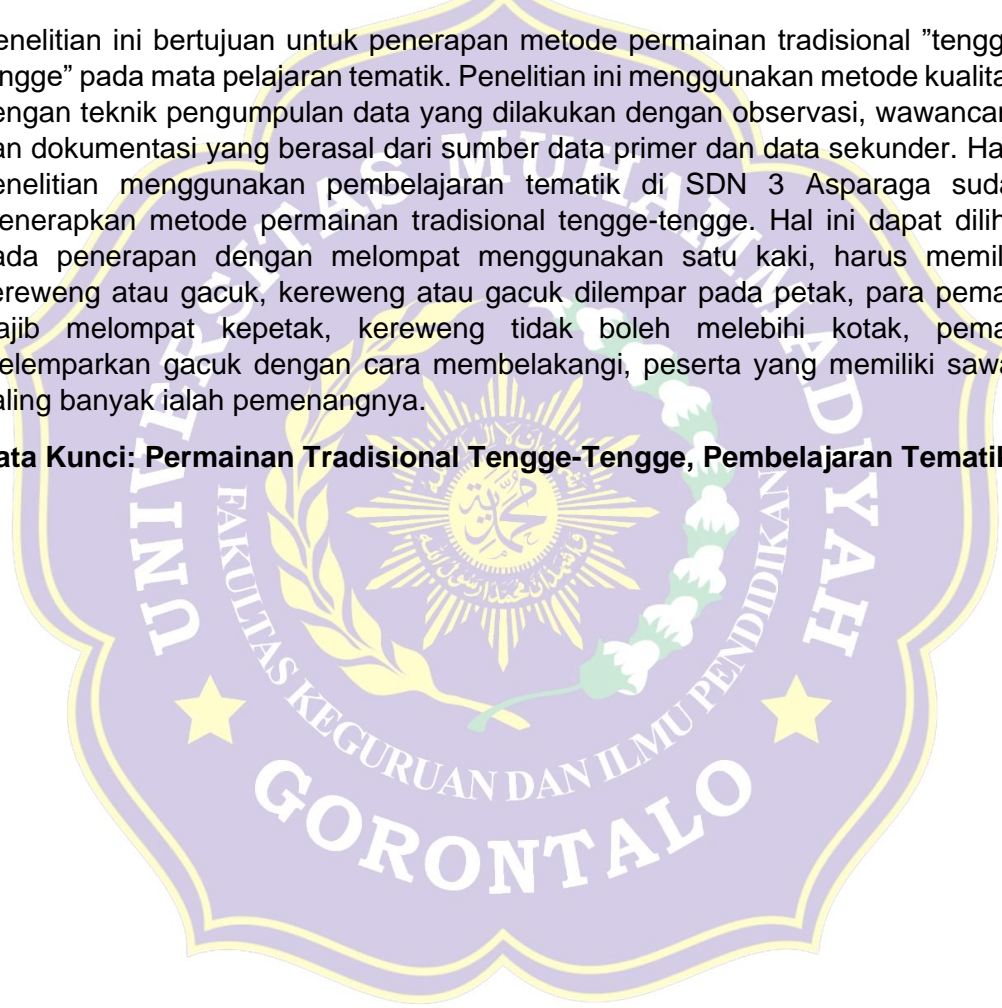 enelitian ini bertujuan untuk penerapan metode permainan tradisional ”tengg
ngge” pada mata pelajaran tematik. Penelitian ini menggunakan metode kualita
engan teknik pengumpulan data yang dilakukan dengan observasi, wawancar
an dokumentasi yang berasal dari sumber data primer dan data sekunder. Has
enelitian menggunakan pembelajaran tematik di SDN 3 Asparaga suda
enerapkan metode permainan tradisional tengge-tengge. Hal ini dapat dilih
ada penerapan dengan melompat menggunakan satu kaki, harus memili
ereweng atau gacuk, kereweng atau gacuk dilempar pada petak, para pema
ajib melompat kepetak, kereweng tidak boleh melebihi kotak, pema
elemparkan gacuk dengan cara membelakangi, peserta yang memiliki sawa
aling banyak ialah pemenangnya.
ata Kunci: Permainan Tradisional Tengge-Tengge, Pembelajaran Tematik
UNIVERSITAS MUHAMMADIYAH
FAKULTAS KEGURUAN DAN ILMU PENDIDIKAN
GORONTALO